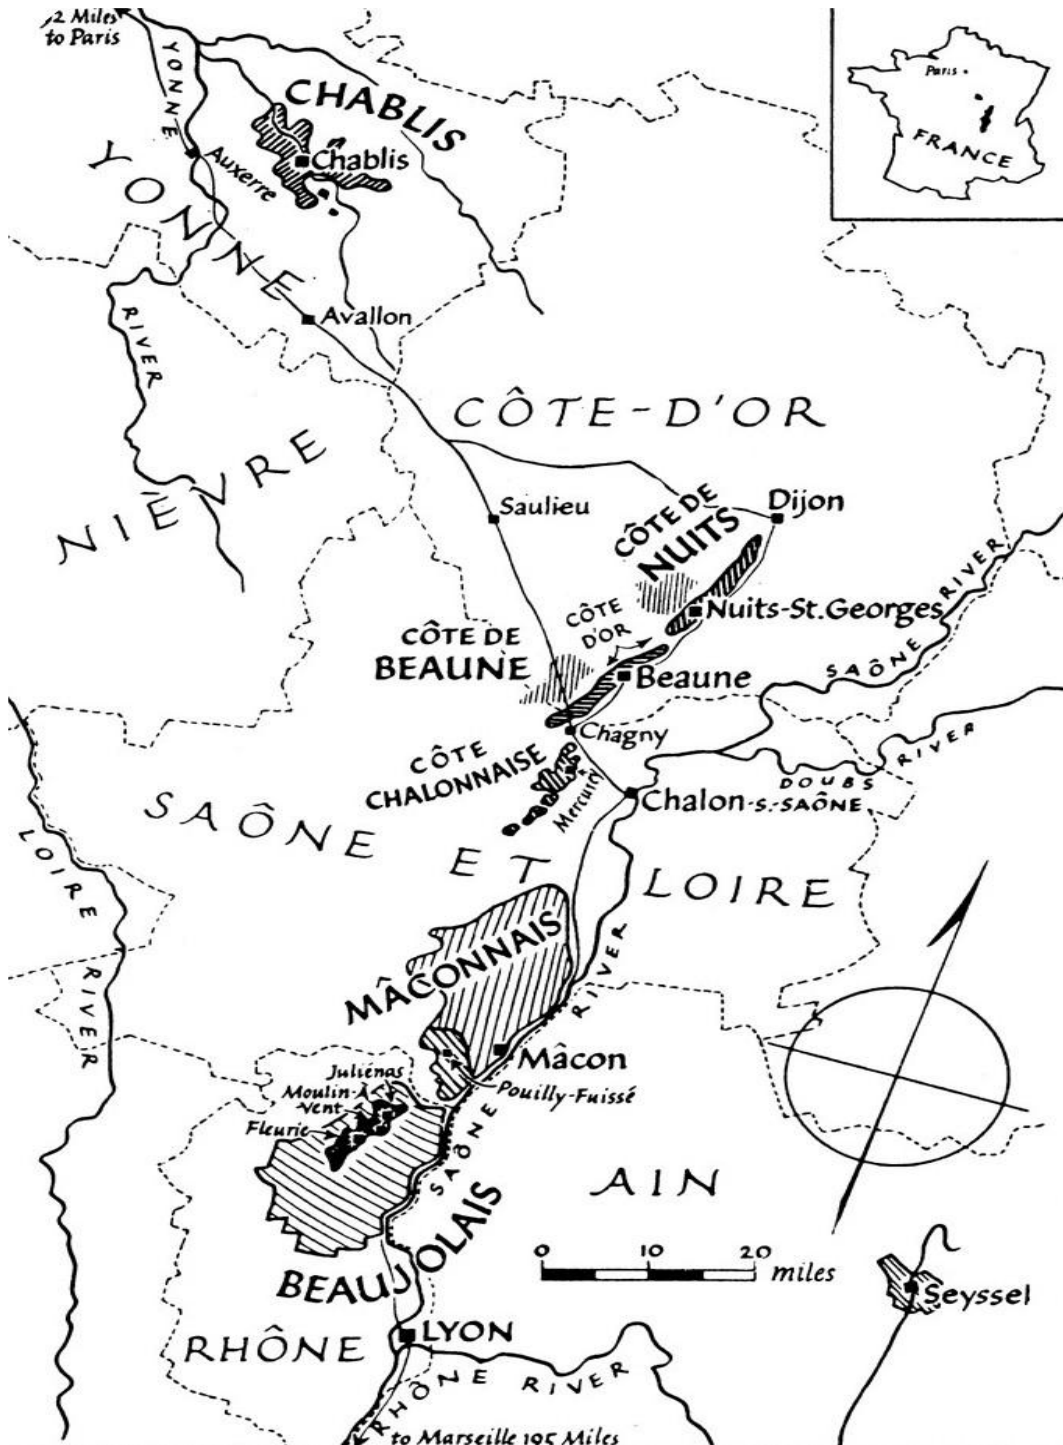 ,2 Miles
to Paris
YONNE
CHABLIS
Chablis
Auxerre
YONNE
Paris
FRANCE
RIVER
Avallon
CÔTE-D'OR
NIÈVRE
Saulieu
CÔTE DE
NUITS
Dijon
Nuits-St.Georges
CÔTE
D'OR
CÔTE DE
BEAUNE
Beaune
SAÔNE RIVER
Chagny
CÔTE
CHALONNAISE
Mercurey
DOUBS RIVER
Chalon-s.-SAÔNE
SAÔNE ET LOIRE
LOIRE RIVER
MÂCONNAIS
Mâcon
Pouilly-Fuissé
SAÔNE RIVER
Juliénas
Moulin-À-
Vent
Fleurie
AIN
BEAUJOLAIS
0 10 20
miles
Seyssel
LYON
RHÔNE
RHÔNE RIVER
to Marseille 195 Miles